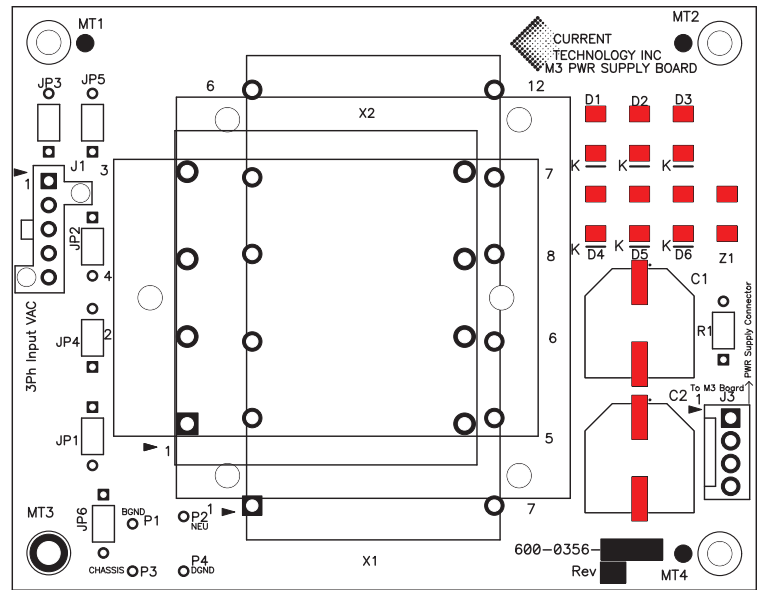 MT1
MT2
CURRENT
TECHNOLOGY INC
M3 PWR SUPPLY BOARD
JP3
JP5
6
12
X2
D1
D2
D3
J1
1
3
7
K
K
K
JP2
4
8
K
K
K
D4
D5
D6
Z1
C1
3Ph Input VAC
JP4
2
6
R1
PWR Supply Connector
To M3 Board
C2
1
J3
JP1
1
5
MT3
JP6
BGND
P1
P2
NEU
1
7
CHASSIS
P3
P4
DGND
X1
600-0356-
Rev
MT4